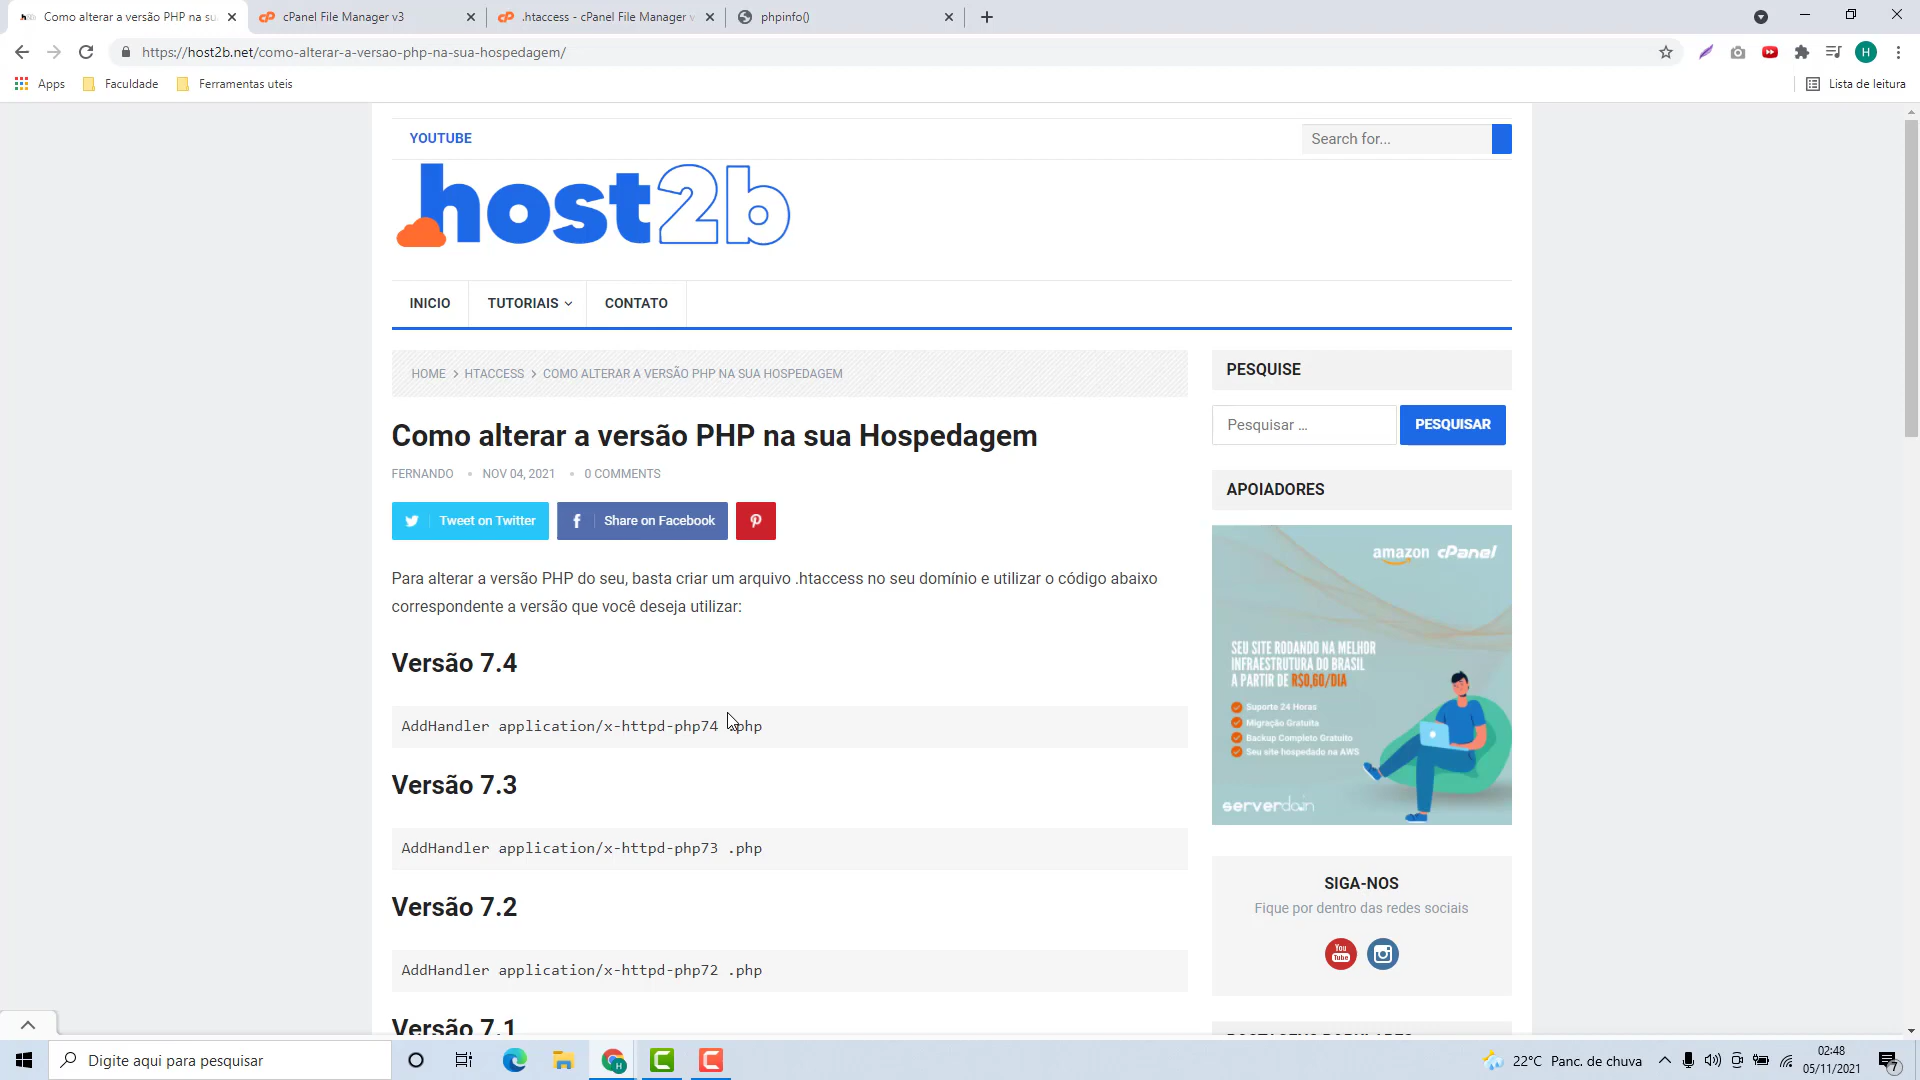 Como alterar a versão PHP na su
cPanel File Manager v3
.htaccess - cPanel File Manager v
phpinfo()
https://host2b.net/como-alterar-a-versao-php-na-sua-hospedagem/
H
Apps
Faculdade
Ferramentas uteis
Lista de leitura
YOUTUBE
Search for...
host2b
INICIO
TUTORIAIS
CONTATO
HOME > HTACCESS > COMO ALTERAR A VERSÃO PHP NA SUA HOSPEDAGEM
Como alterar a versão PHP na sua Hospedagem
FERNANDO • NOV 04, 2021 • 0 COMMENTS
Tweet on Twitter
Share on Facebook
Para alterar a versão PHP do seu, basta criar um arquivo .htaccess no seu domínio e utilizar o código abaixo
correspondente a versão que você deseja utilizar:
Versão 7.4
AddHandler application/x-httpd-php74 .php
Versão 7.3
AddHandler application/x-httpd-php73 .php
Versão 7.2
AddHandler application/x-httpd-php72 .php
Versão 7.1
PESQUISE
Pesquisar …
PESQUISAR
APOIADORES
amazon cPanel
SEU SITE RODANDO NA MELHOR
INFRAESTRUTURA DO BRASIL
A PARTIR DE R$0,60/DIA
Suporte 24 Horas
Migração Gratuita
Backup Completo Gratuito
Seu site hospedado na AWS
serverdo.in
SIGA-NOS
Fique por dentro das redes sociais
You
Tube
Digite aqui para pesquisar
22°C Panc. de chuva
02:48
05/11/2021
7